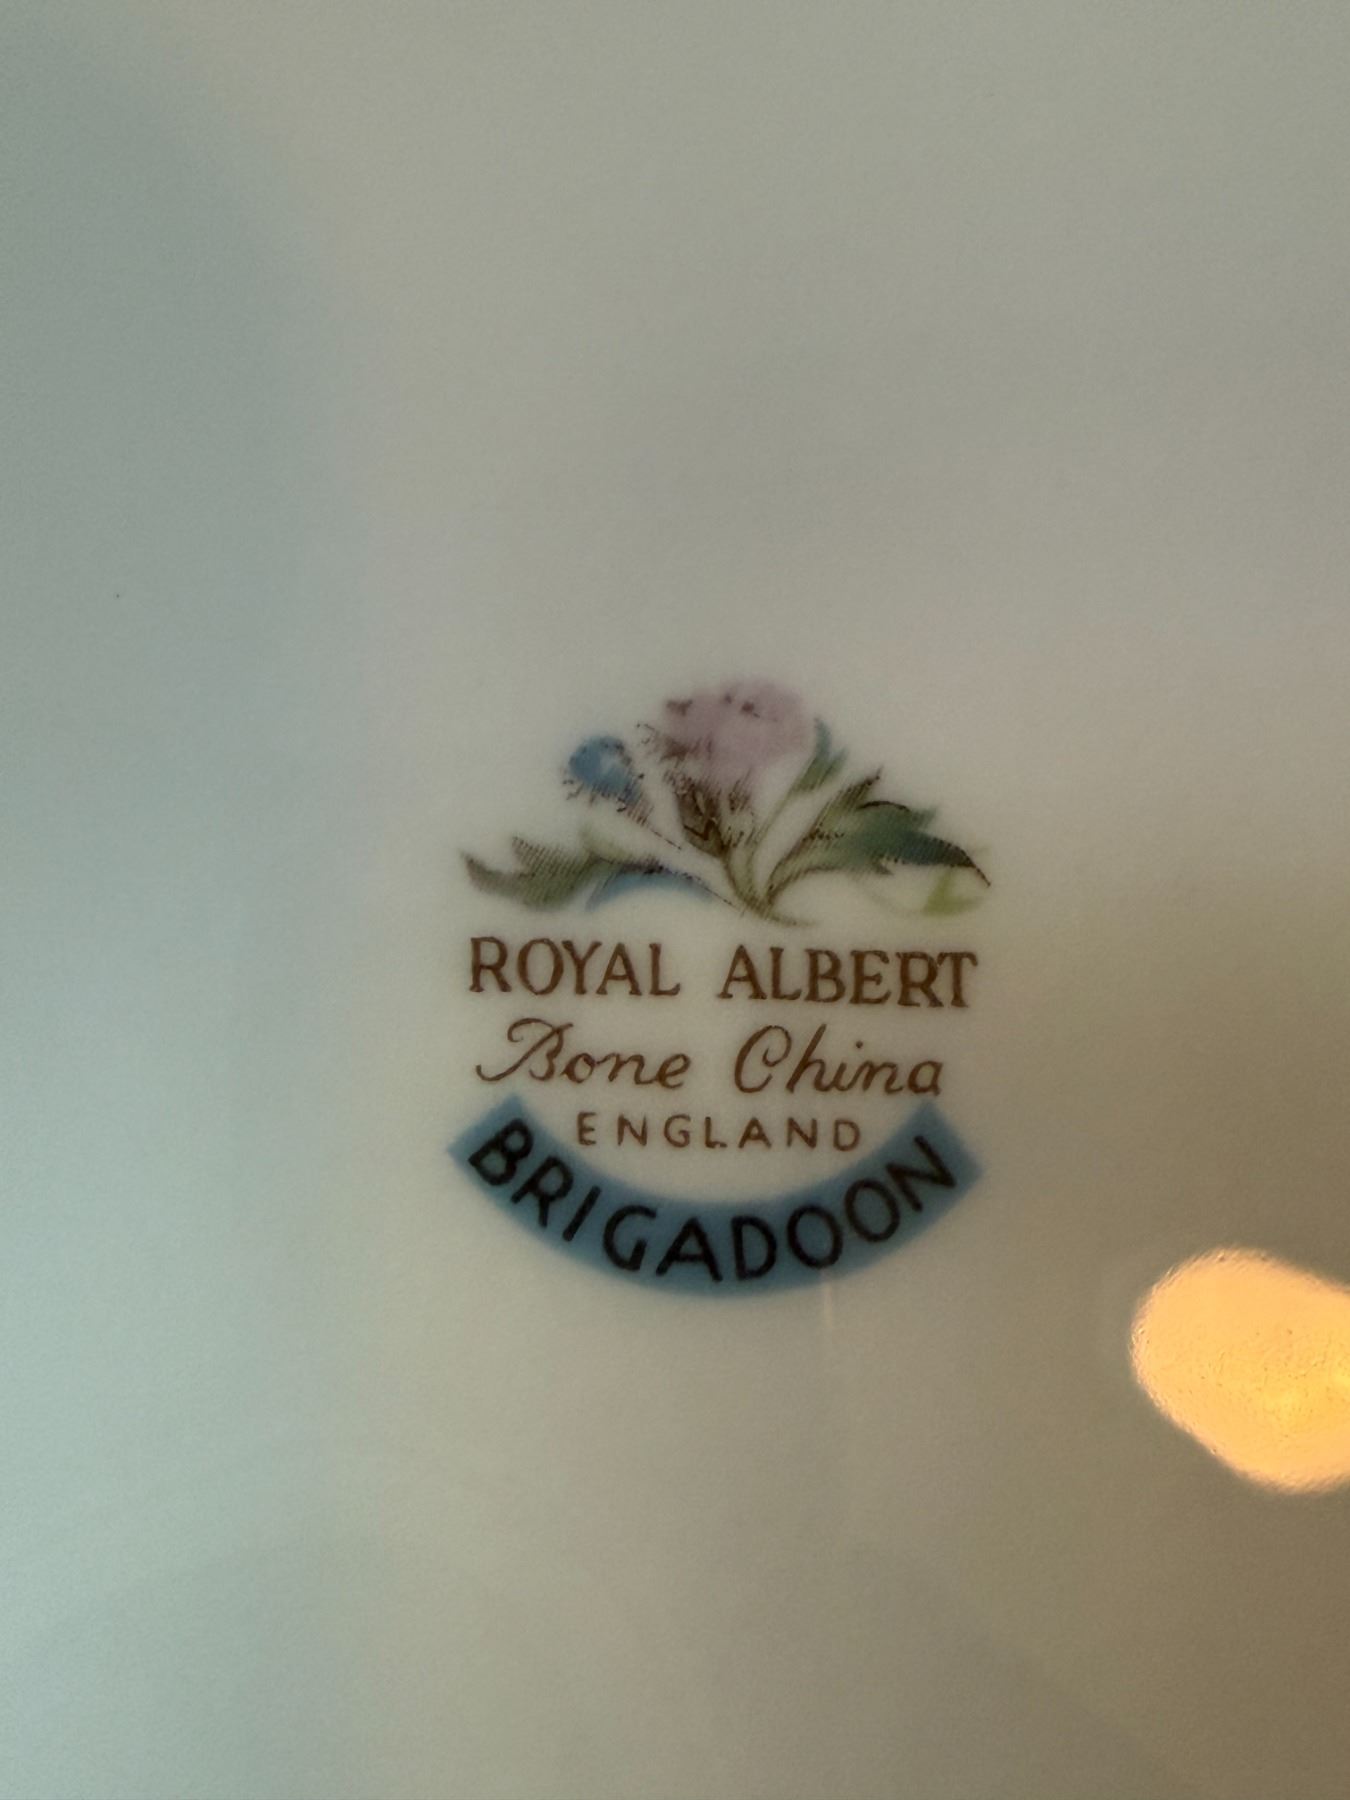 ROYAL ALBERT
Bone China
ENGLAND
BRIGADOON